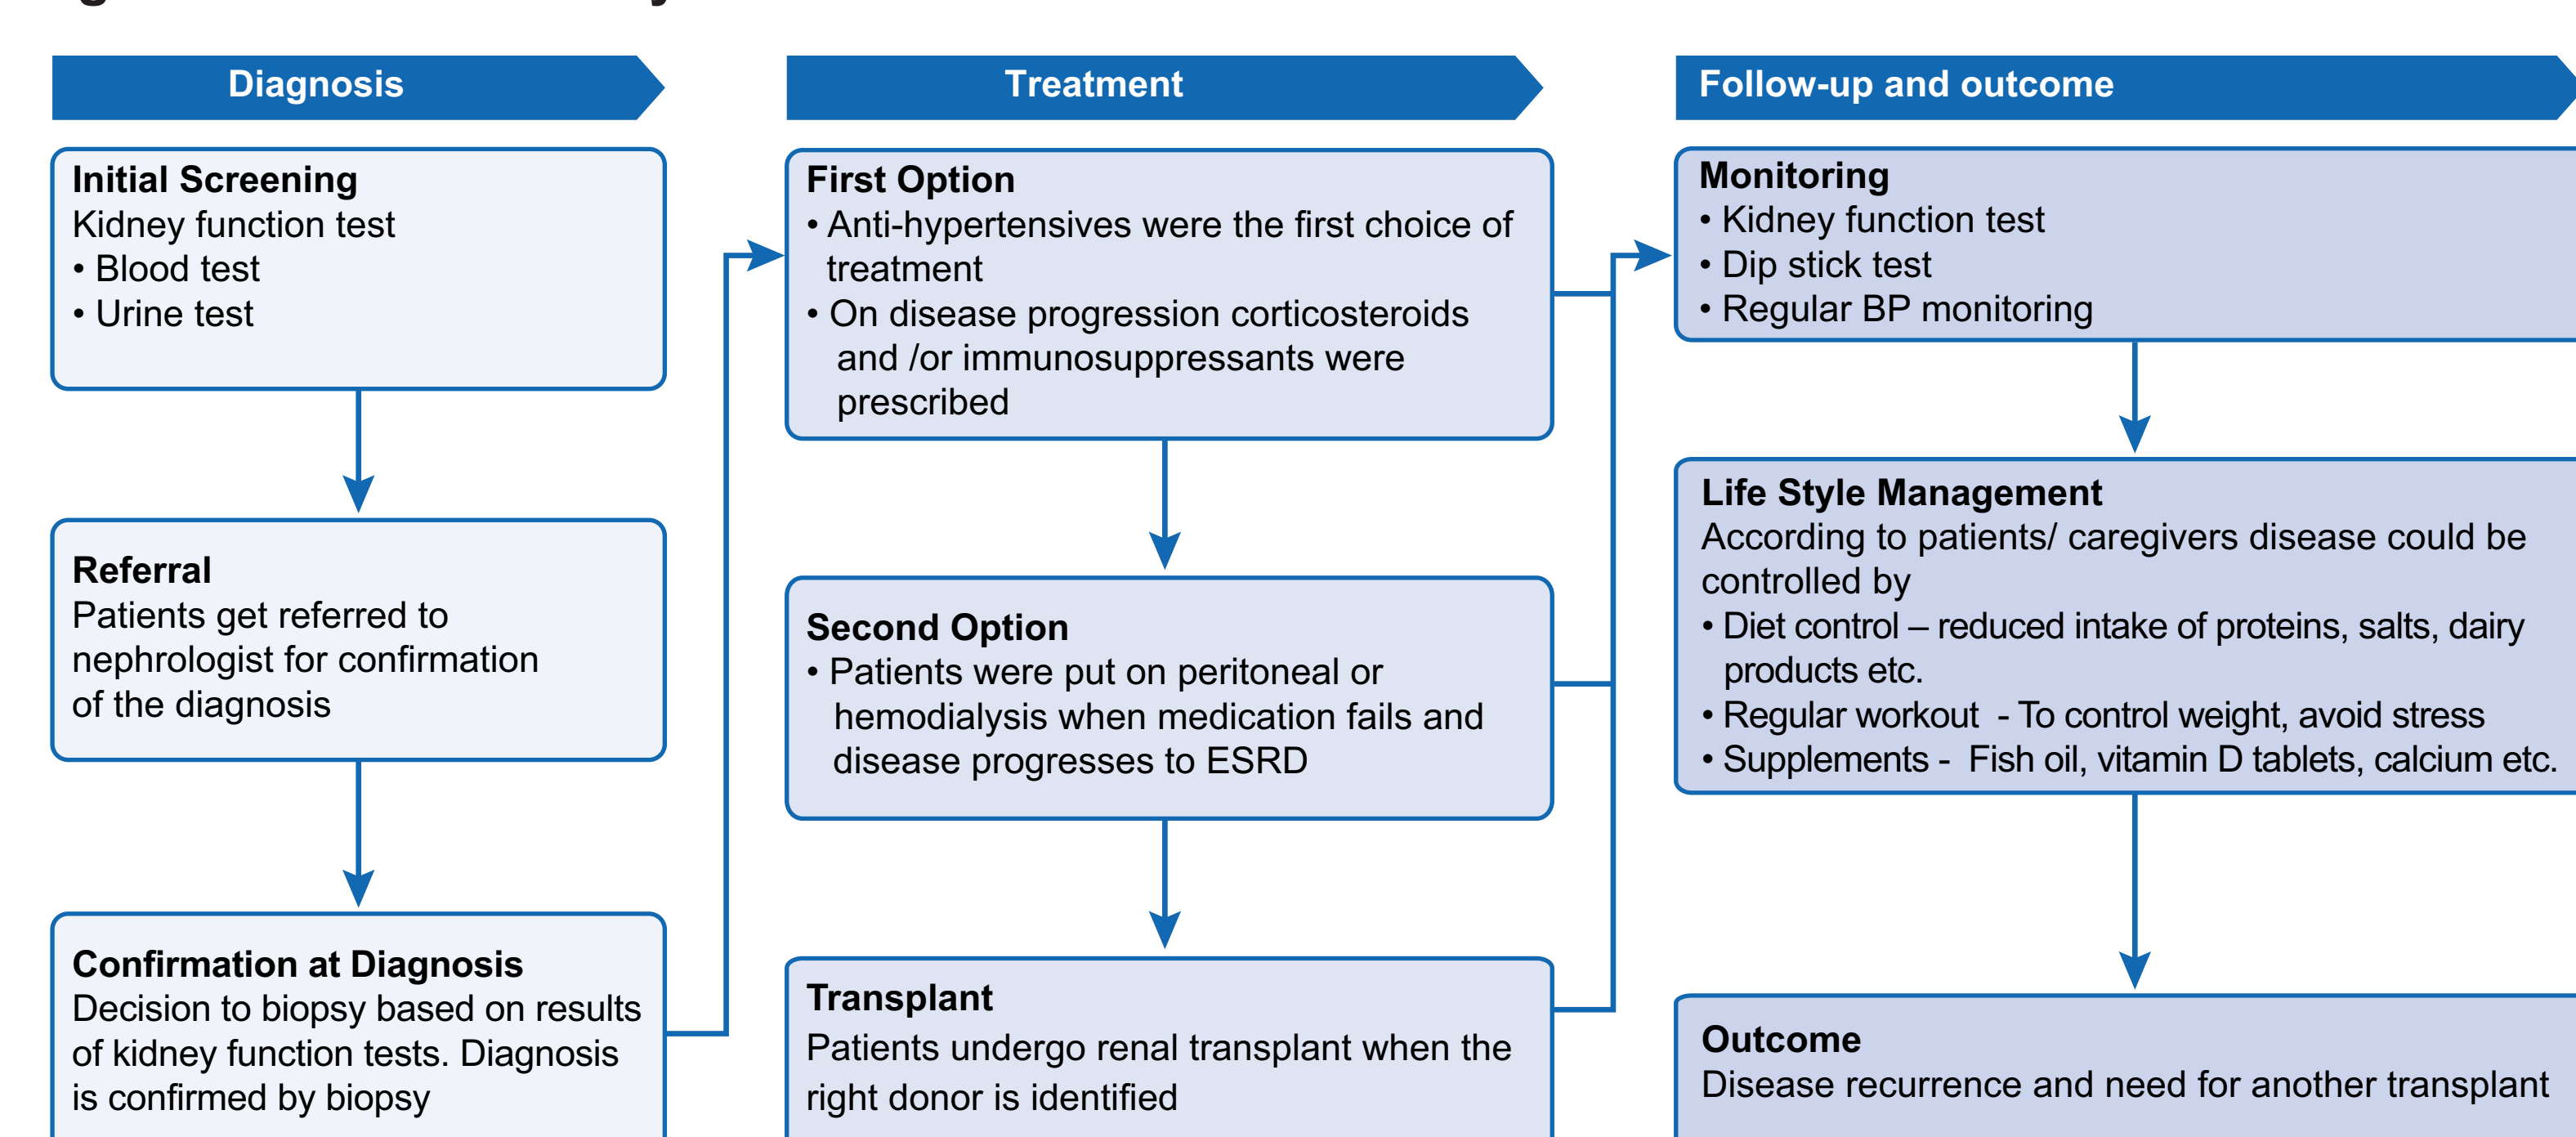 Diagnosis
Initial Screening
Kidney function test
• Blood test
• Urine test
Referral
Patients get referred to
nephrologist for confirmation
of the diagnosis
Confirmation at Diagnosis
Decision to biopsy based on results
of kidney function tests. Diagnosis
is confirmed by biopsy
Treatment
First Option
• Anti-hypertensives were the first choice of
treatment
• On disease progression corticosteroids
and /or immunosuppressants were
prescribed
Second Option
• Patients were put on peritoneal or
hemodialysis when medication fails and
disease progresses to ESRD
Transplant
Patients undergo renal transplant when the
right donor is identified
Follow-up and outcome
Monitoring
• Kidney function test
• Dip stick test
• Regular BP monitoring
Life Style Management
According to patients/ caregivers disease could be
controlled by
• Diet control – reduced intake of proteins, salts, dairy
products etc.
• Regular workout - To control weight, avoid stress
• Supplements - Fish oil, vitamin D tablets, calcium etc.
Outcome
Disease recurrence and need for another transplant